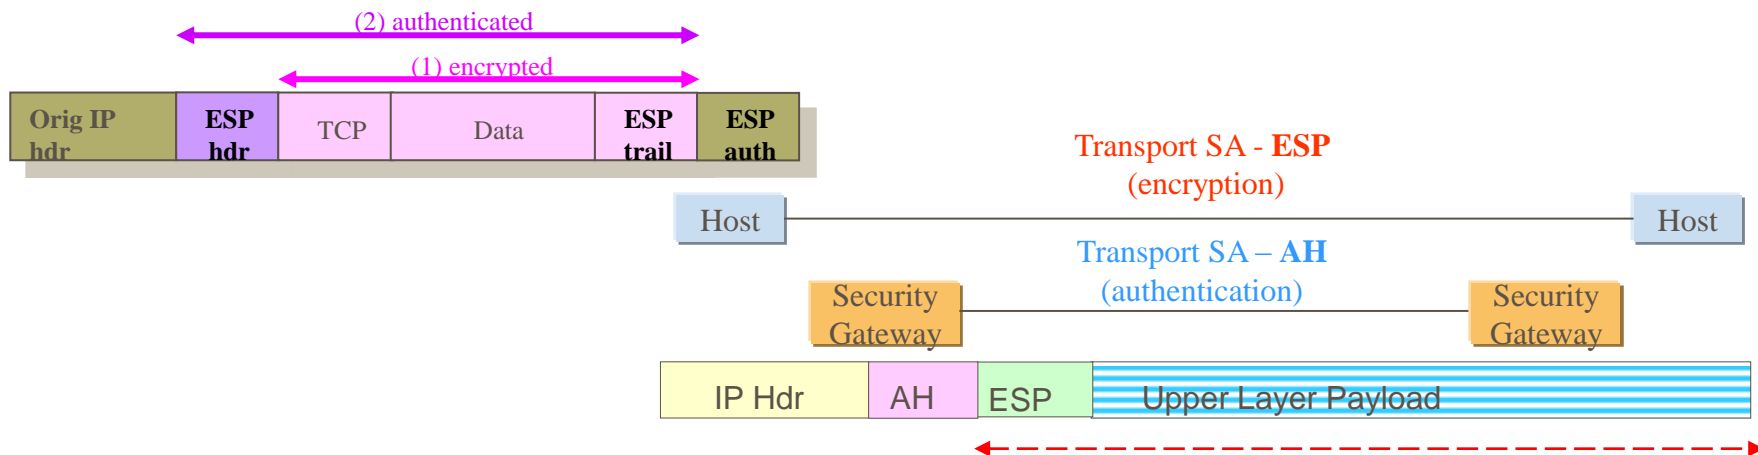 (2) authenticated
(1) encrypted
Orig IP
hdr
ESP
hdr
TCP
Data
ESP
trail
ESP
auth
Transport SA - ESP
(encryption)
Host
Host
Transport SA – AH
(authentication)
Security
Gateway
Security
Gateway
IP Hdr
AH
ESP
Upper Layer Payload